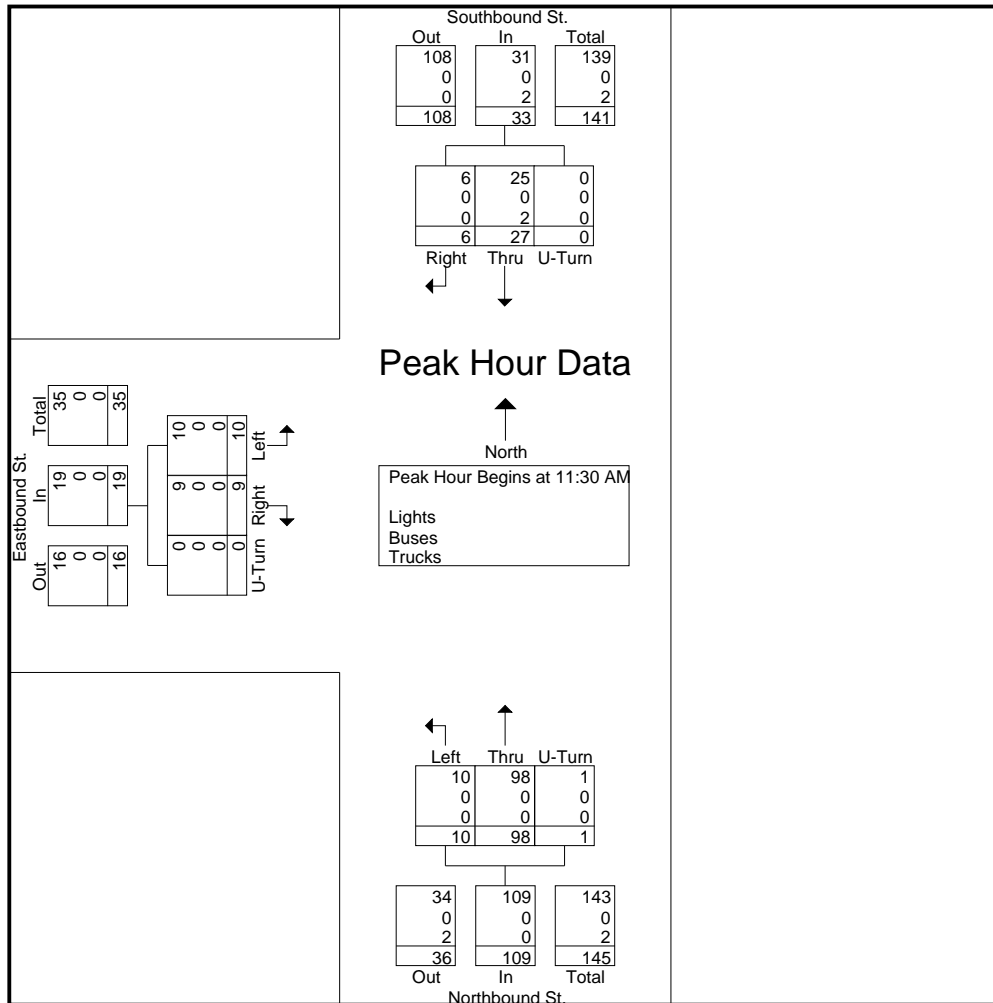 Southbound St.
Out In Total
108 31 139
0 0 0
0 2 2
108 33 141
6 25 0
0 0 0
0 2 0
6 27 0
Right Thru U-Turn
Peak Hour Data
North
Peak Hour Begins at 11:30 AM
Lights
Buses
Trucks
Eastbound St.
Out In Total
16 19 35
0 0 0
0 0 0
16 19 35
0 9 10
0 0 0
0 0 0
0 9 10
U-Turn Right Left
Left Thru U-Turn
10 98 1
0 0 0
0 0 0
10 98 1
34 109 143
0 0 0
2 0 2
36 109 145
Out In Total
Northbound St.